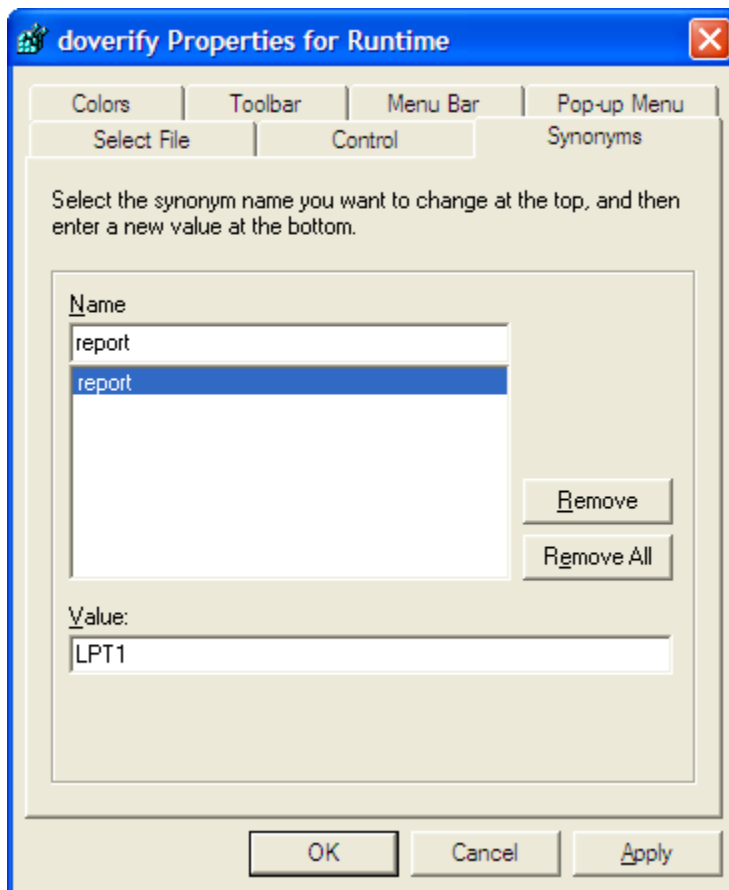 doverify Properties for Runtime
Colors
Toolbar
Menu Bar
Pop-up Menu
Select File
Control
Synonyms
Select the synonym name you want to change at the top, and then
enter a new value at the bottom.
Name
report
report
Remove
Remove All
Value:
LPT1
OK
Cancel
Apply